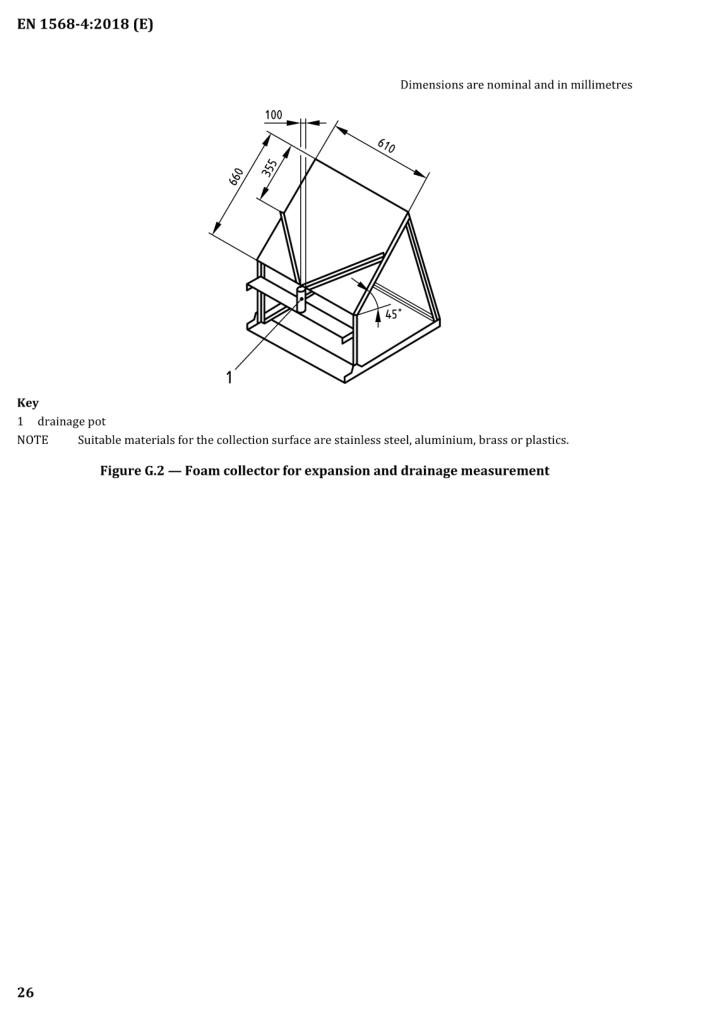 EN 1568-4:2018 (E)
Dimensions are nominal and in millimetres
100
610
660
355
45°
1
Key
1 drainage pot
NOTE Suitable materials for the collection surface are stainless steel, aluminium, brass or plastics.
Figure G.2 — Foam collector for expansion and drainage measurement
26